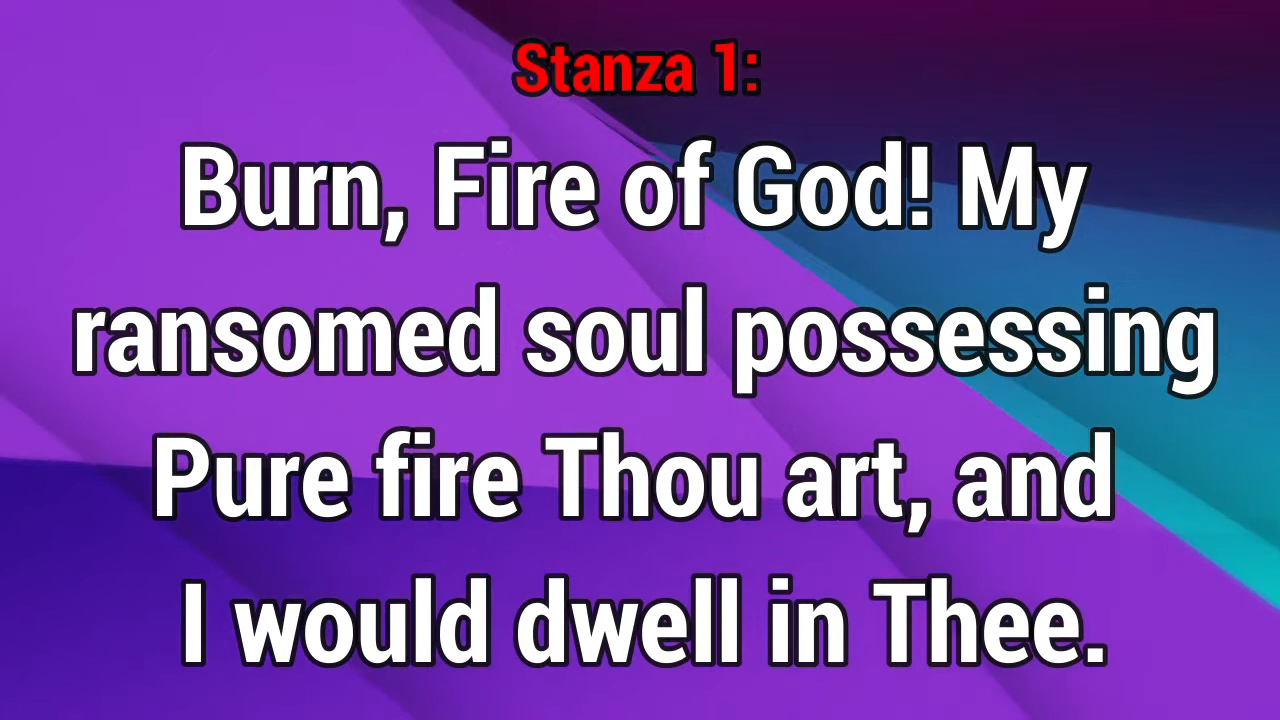 Stanza 1:
Burn, Fire of God! My
ransomed soul possessing
Pure fire Thou art, and
I would dwell in Thee.